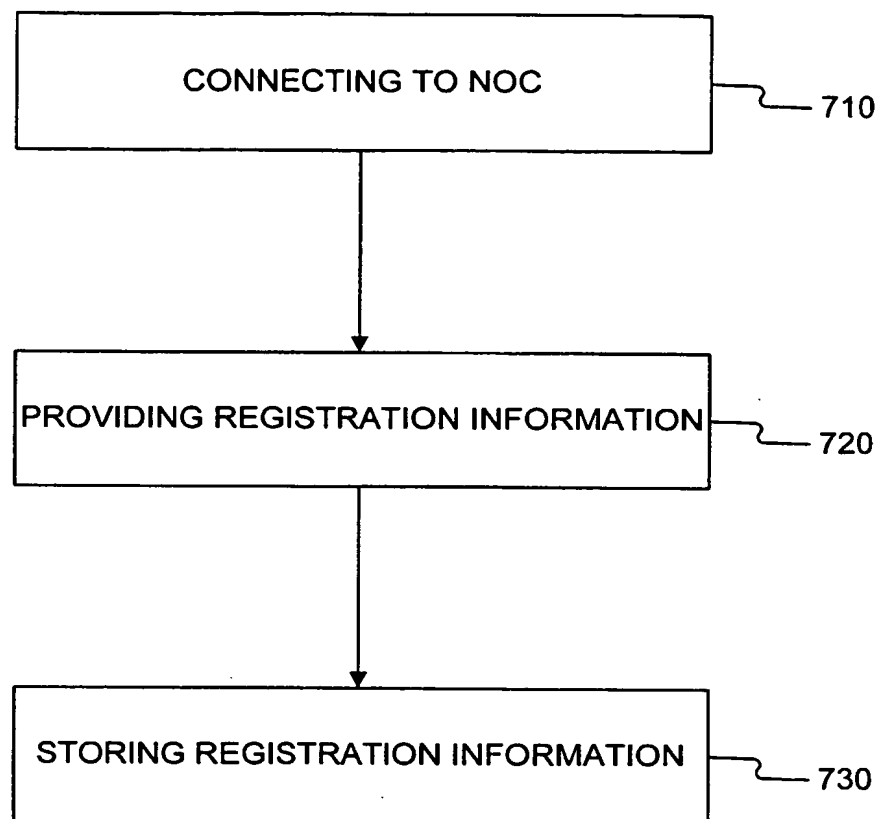 CONNECTING TO NOC
710
PROVIDING REGISTRATION INFORMATION
720
STORING REGISTRATION INFORMATION
730